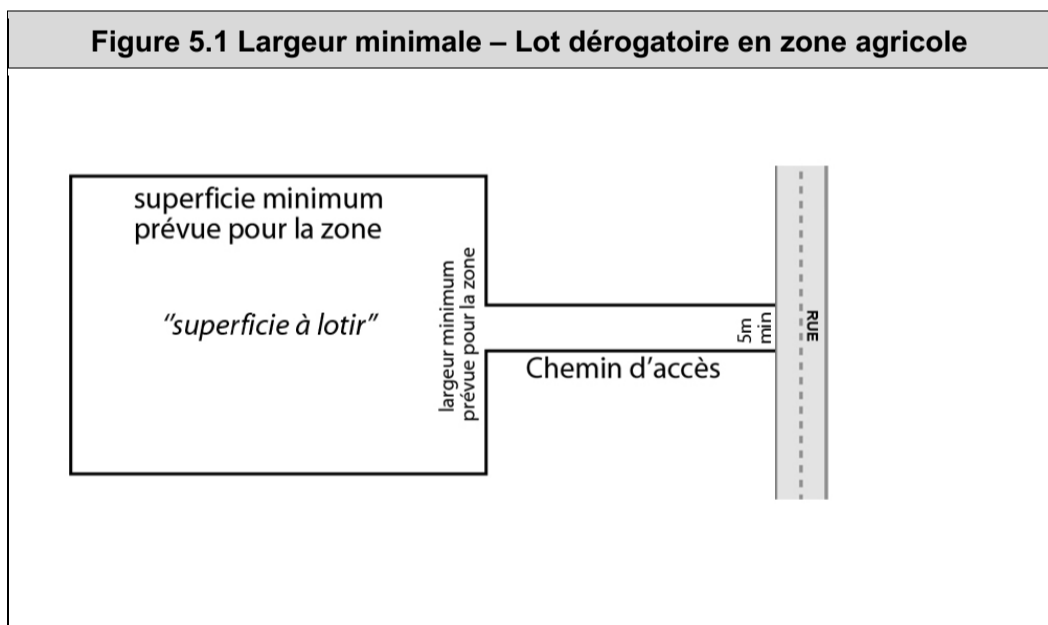 Figure 5.1 Largeur minimale – Lot dérogatoire en zone agricole
superficie minimum
prévue pour la zone
"superficie à lotir"
largeur minimum
prévue pour la zone
Chemin d'accès
5m
min
RUE